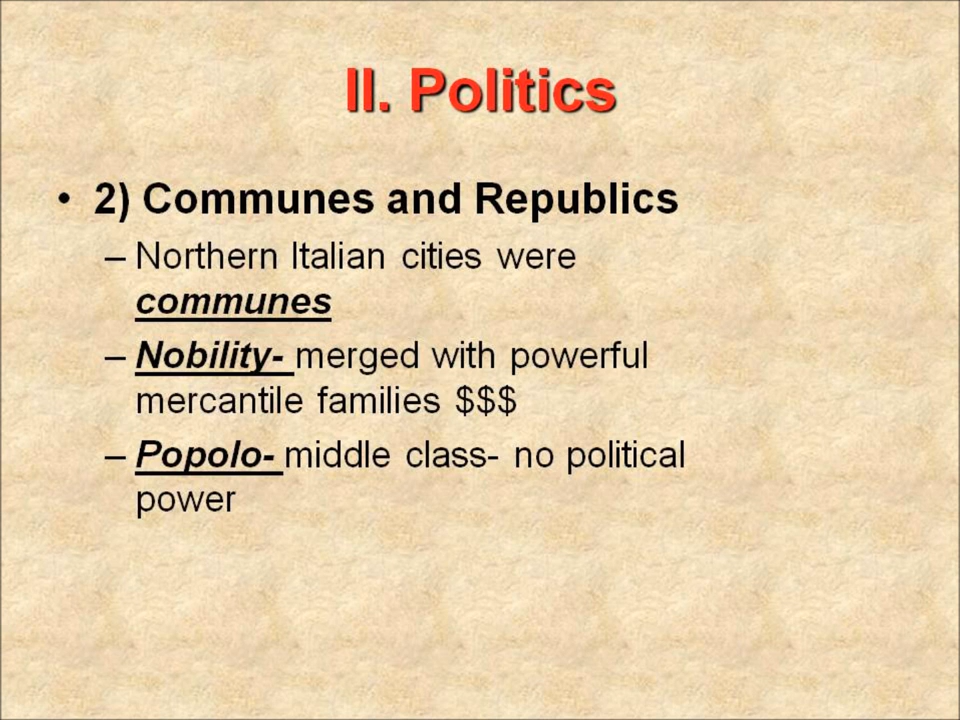 II. Politics
• 2) Communes and Republics
– Northern Italian cities were
communes
– Nobility- merged with powerful
mercantile families $$$
– Popolo- middle class- no political
power